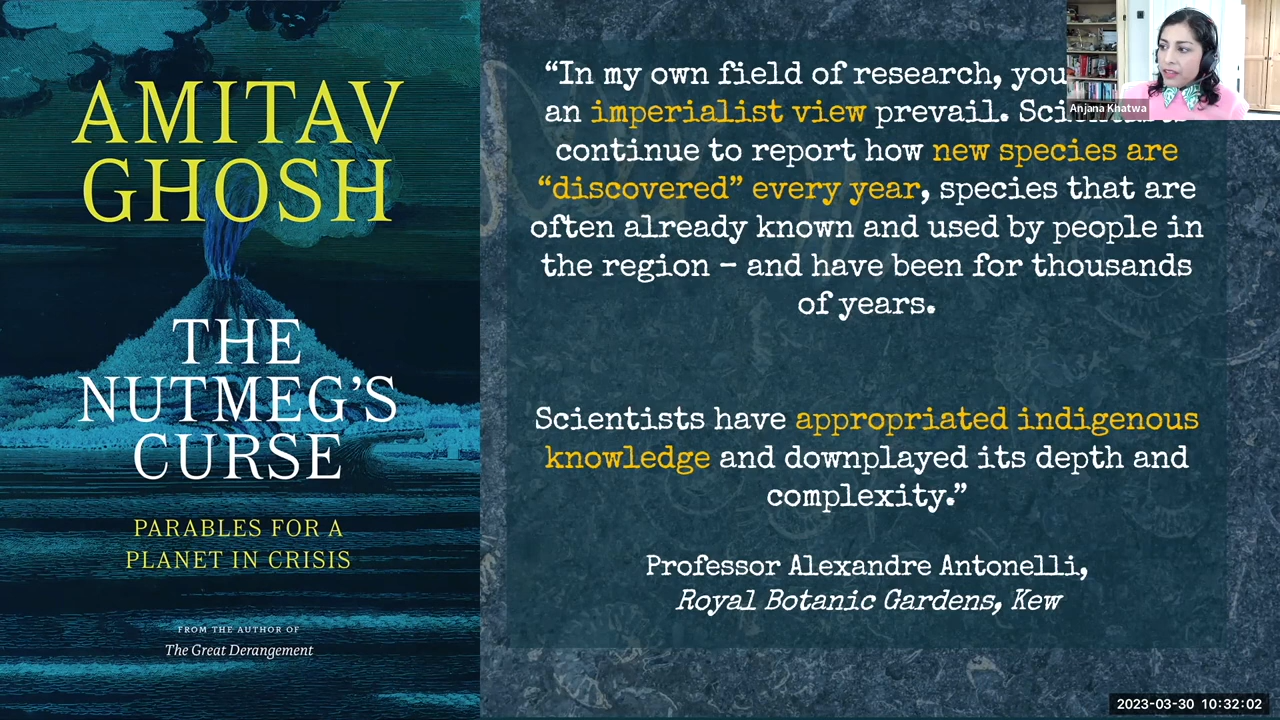 AMITAV
GHOSH
THE
NUTMEG’S
CURSE
PARABLES FOR A
PLANET IN CRISIS
FROM THE AUTHOR OF
The Great Derangement
“In my own field of research, you
an imperialist view prevail.
continue to report how new species are
“discovered” every year, species that are
often already known and used by people in
the region – and have been for thousands
of years.
Scientists have appropriated indigenous
knowledge and downplayed its depth and
complexity.”
Professor Alexandre Antonelli,
Royal Botanic Gardens, Kew
Anjana Khatwa
2023-03-30 10:32:02